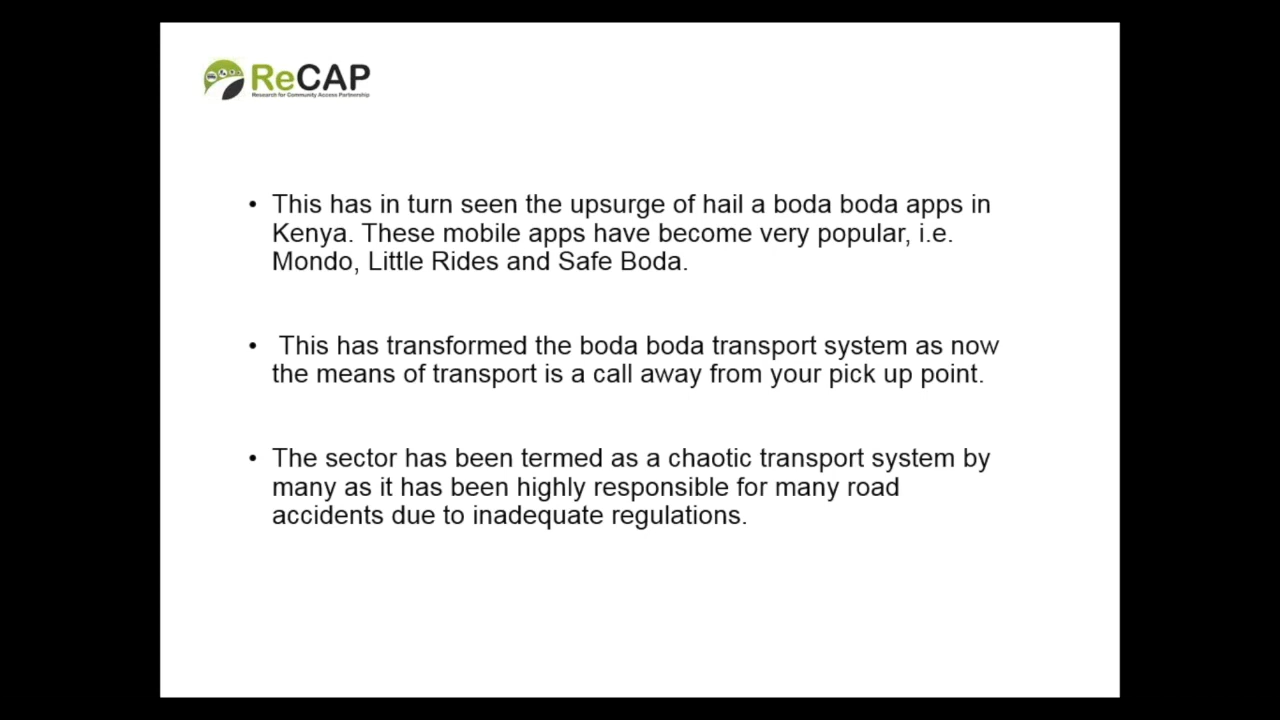 ReCAP
Research for Community Access Partnership
• This has in turn seen the upsurge of hail a boda boda apps in
Kenya. These mobile apps have become very popular, i.e.
Mondo, Little Rides and Safe Boda.
• This has transformed the boda boda transport system as now
the means of transport is a call away from your pick up point.
• The sector has been termed as a chaotic transport system by
many as it has been highly responsible for many road
accidents due to inadequate regulations.